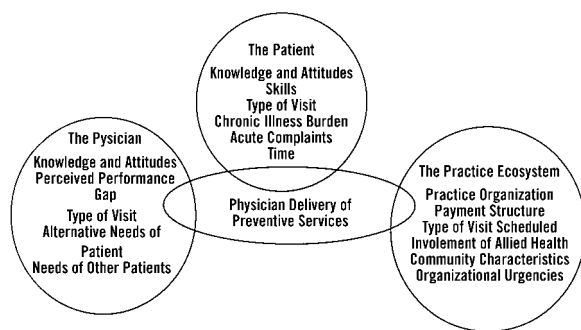 The Patient
Knowledge and Attitudes
Skills
Type of Visit
Chronic Illness Burden
Acute Complaints
Time
The Pysician
Knowledge and Attitudes
Perceived Performance
Gap
Type of Visit
Alternative Needs of
Patient
Needs of Other Patients
Physician Delivery of
Preventive Services
The Practice Ecosystem
Practice Organization
Payment Structure
Type of Visit Scheduled
Involement of Allied Health
Community Characteristics
Organizational Urgencies